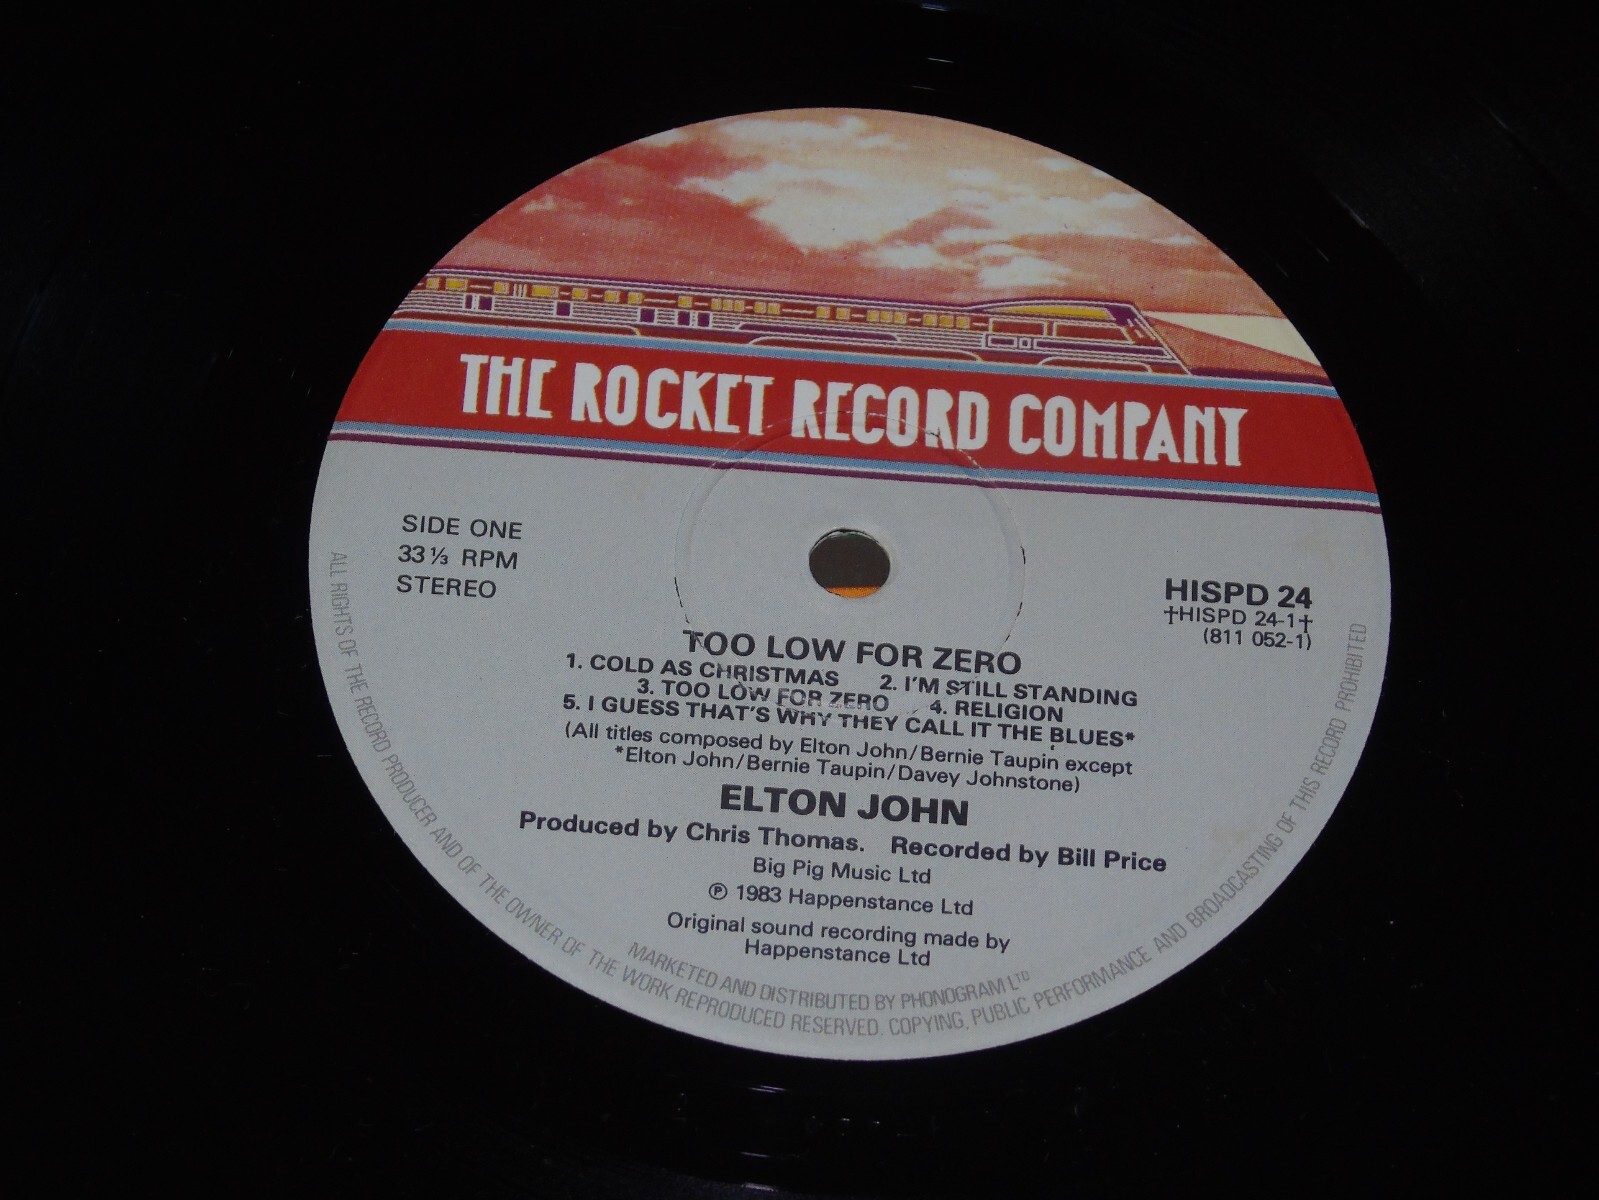 THE ROCKET RECORD COMPANY
SIDE ONE
33 ⅓ RPM
STEREO
HISPD 24
†HISPD 24-1†
(811 052-1)
TOO LOW FOR ZERO
1. COLD AS CHRISTMAS 2. I'M STILL STANDING
3. TOO LOW FOR ZERO 4. RELIGION
5. I GUESS THAT'S WHY THEY CALL IT THE BLUES*
(All titles composed by Elton John/Bernie Taupin except
*Elton John/Bernie Taupin/Davey Johnstone)
ELTON JOHN
Produced by Chris Thomas. Recorded by Bill Price
Big Pig Music Ltd
℗ 1983 Happenstance Ltd
Original sound recording made by
Happenstance Ltd
MARKETED AND DISTRIBUTED BY PHONOGRAM LTD
ALL RIGHTS OF THE RECORD PRODUCER AND OF THE OWNER OF THE WORK REPRODUCED RESERVED. COPYING, PUBLIC PERFORMANCE AND BROADCASTING OF THIS RECORD PROHIBITED